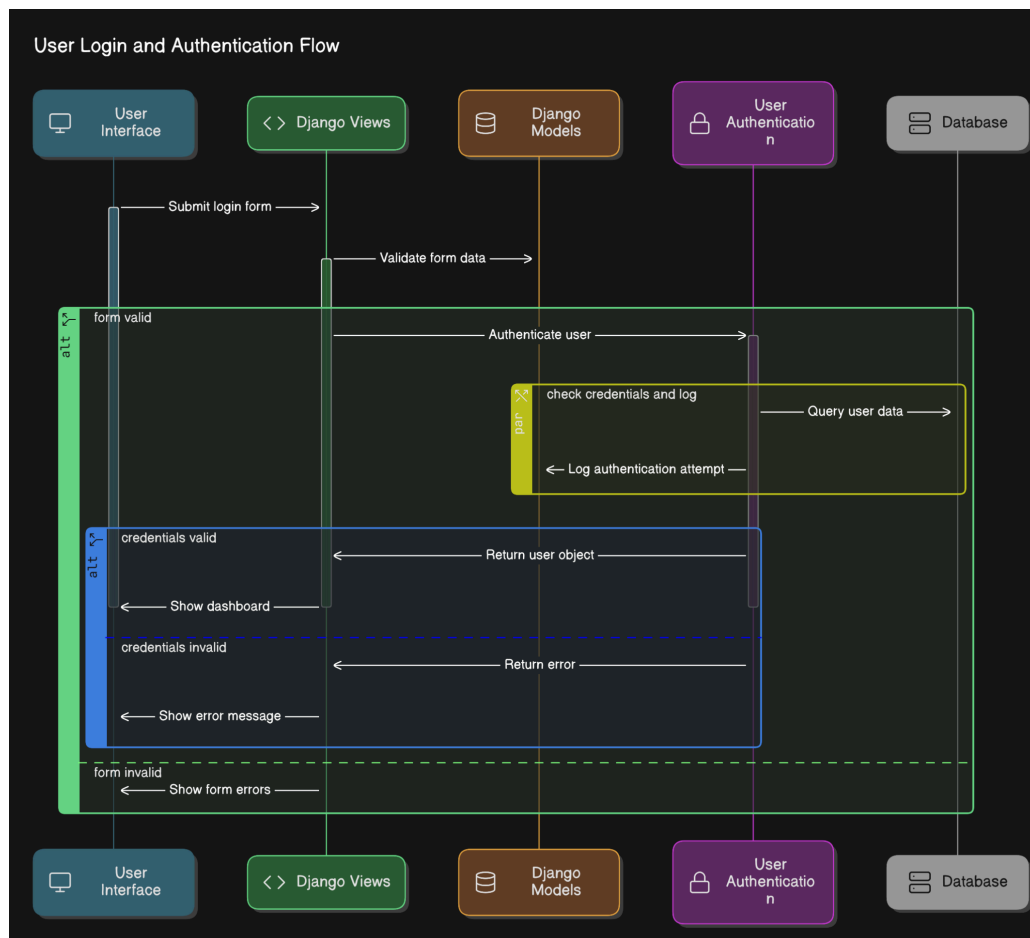 User Login and Authentication Flow
User
Interface
Django Views
Django
Models
User
Authenticatio
n
Database
Submit login form
Validate form data
alt
form valid
Authenticate user
par
check credentials and log
Query user data
Log authentication attempt
alt
credentials valid
Return user object
Show dashboard
credentials invalid
Return error
Show error message
form invalid
Show form errors
User
Interface
Django Views
Django
Models
User
Authenticatio
n
Database